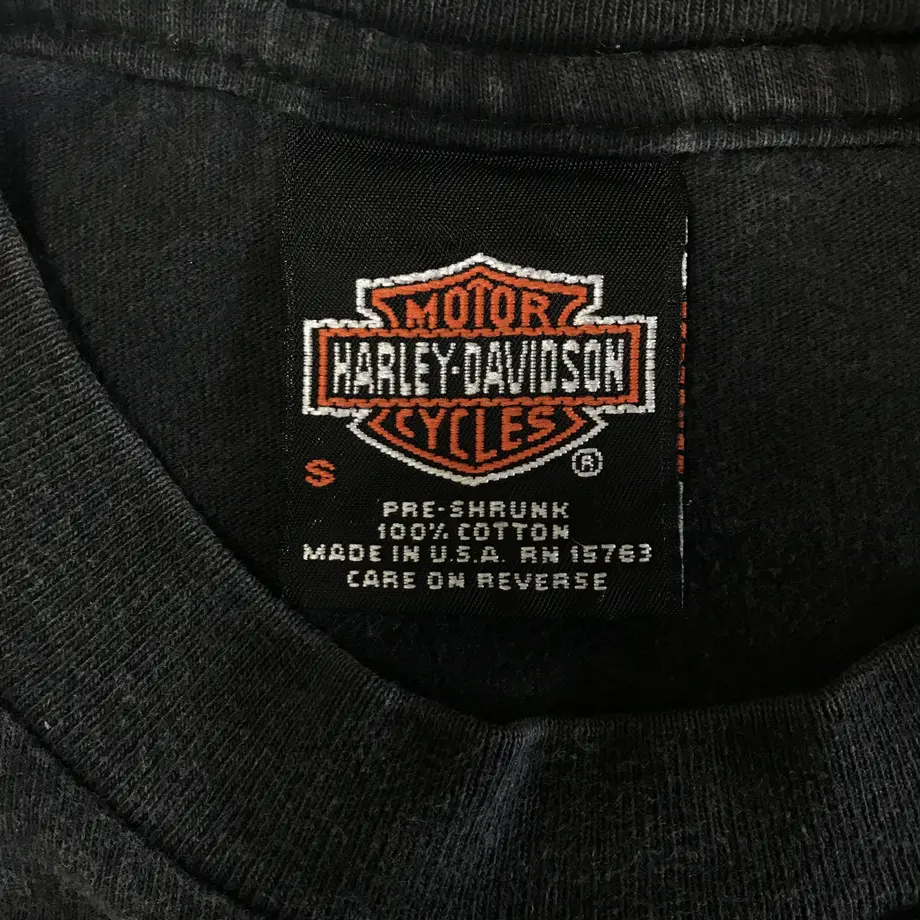 MOTOR
HARLEY-DAVIDSON
CYCLES
S
®
PRE-SHRUNK
100% COTTON
MADE IN U.S.A. RN 15763
CARE ON REVERSE